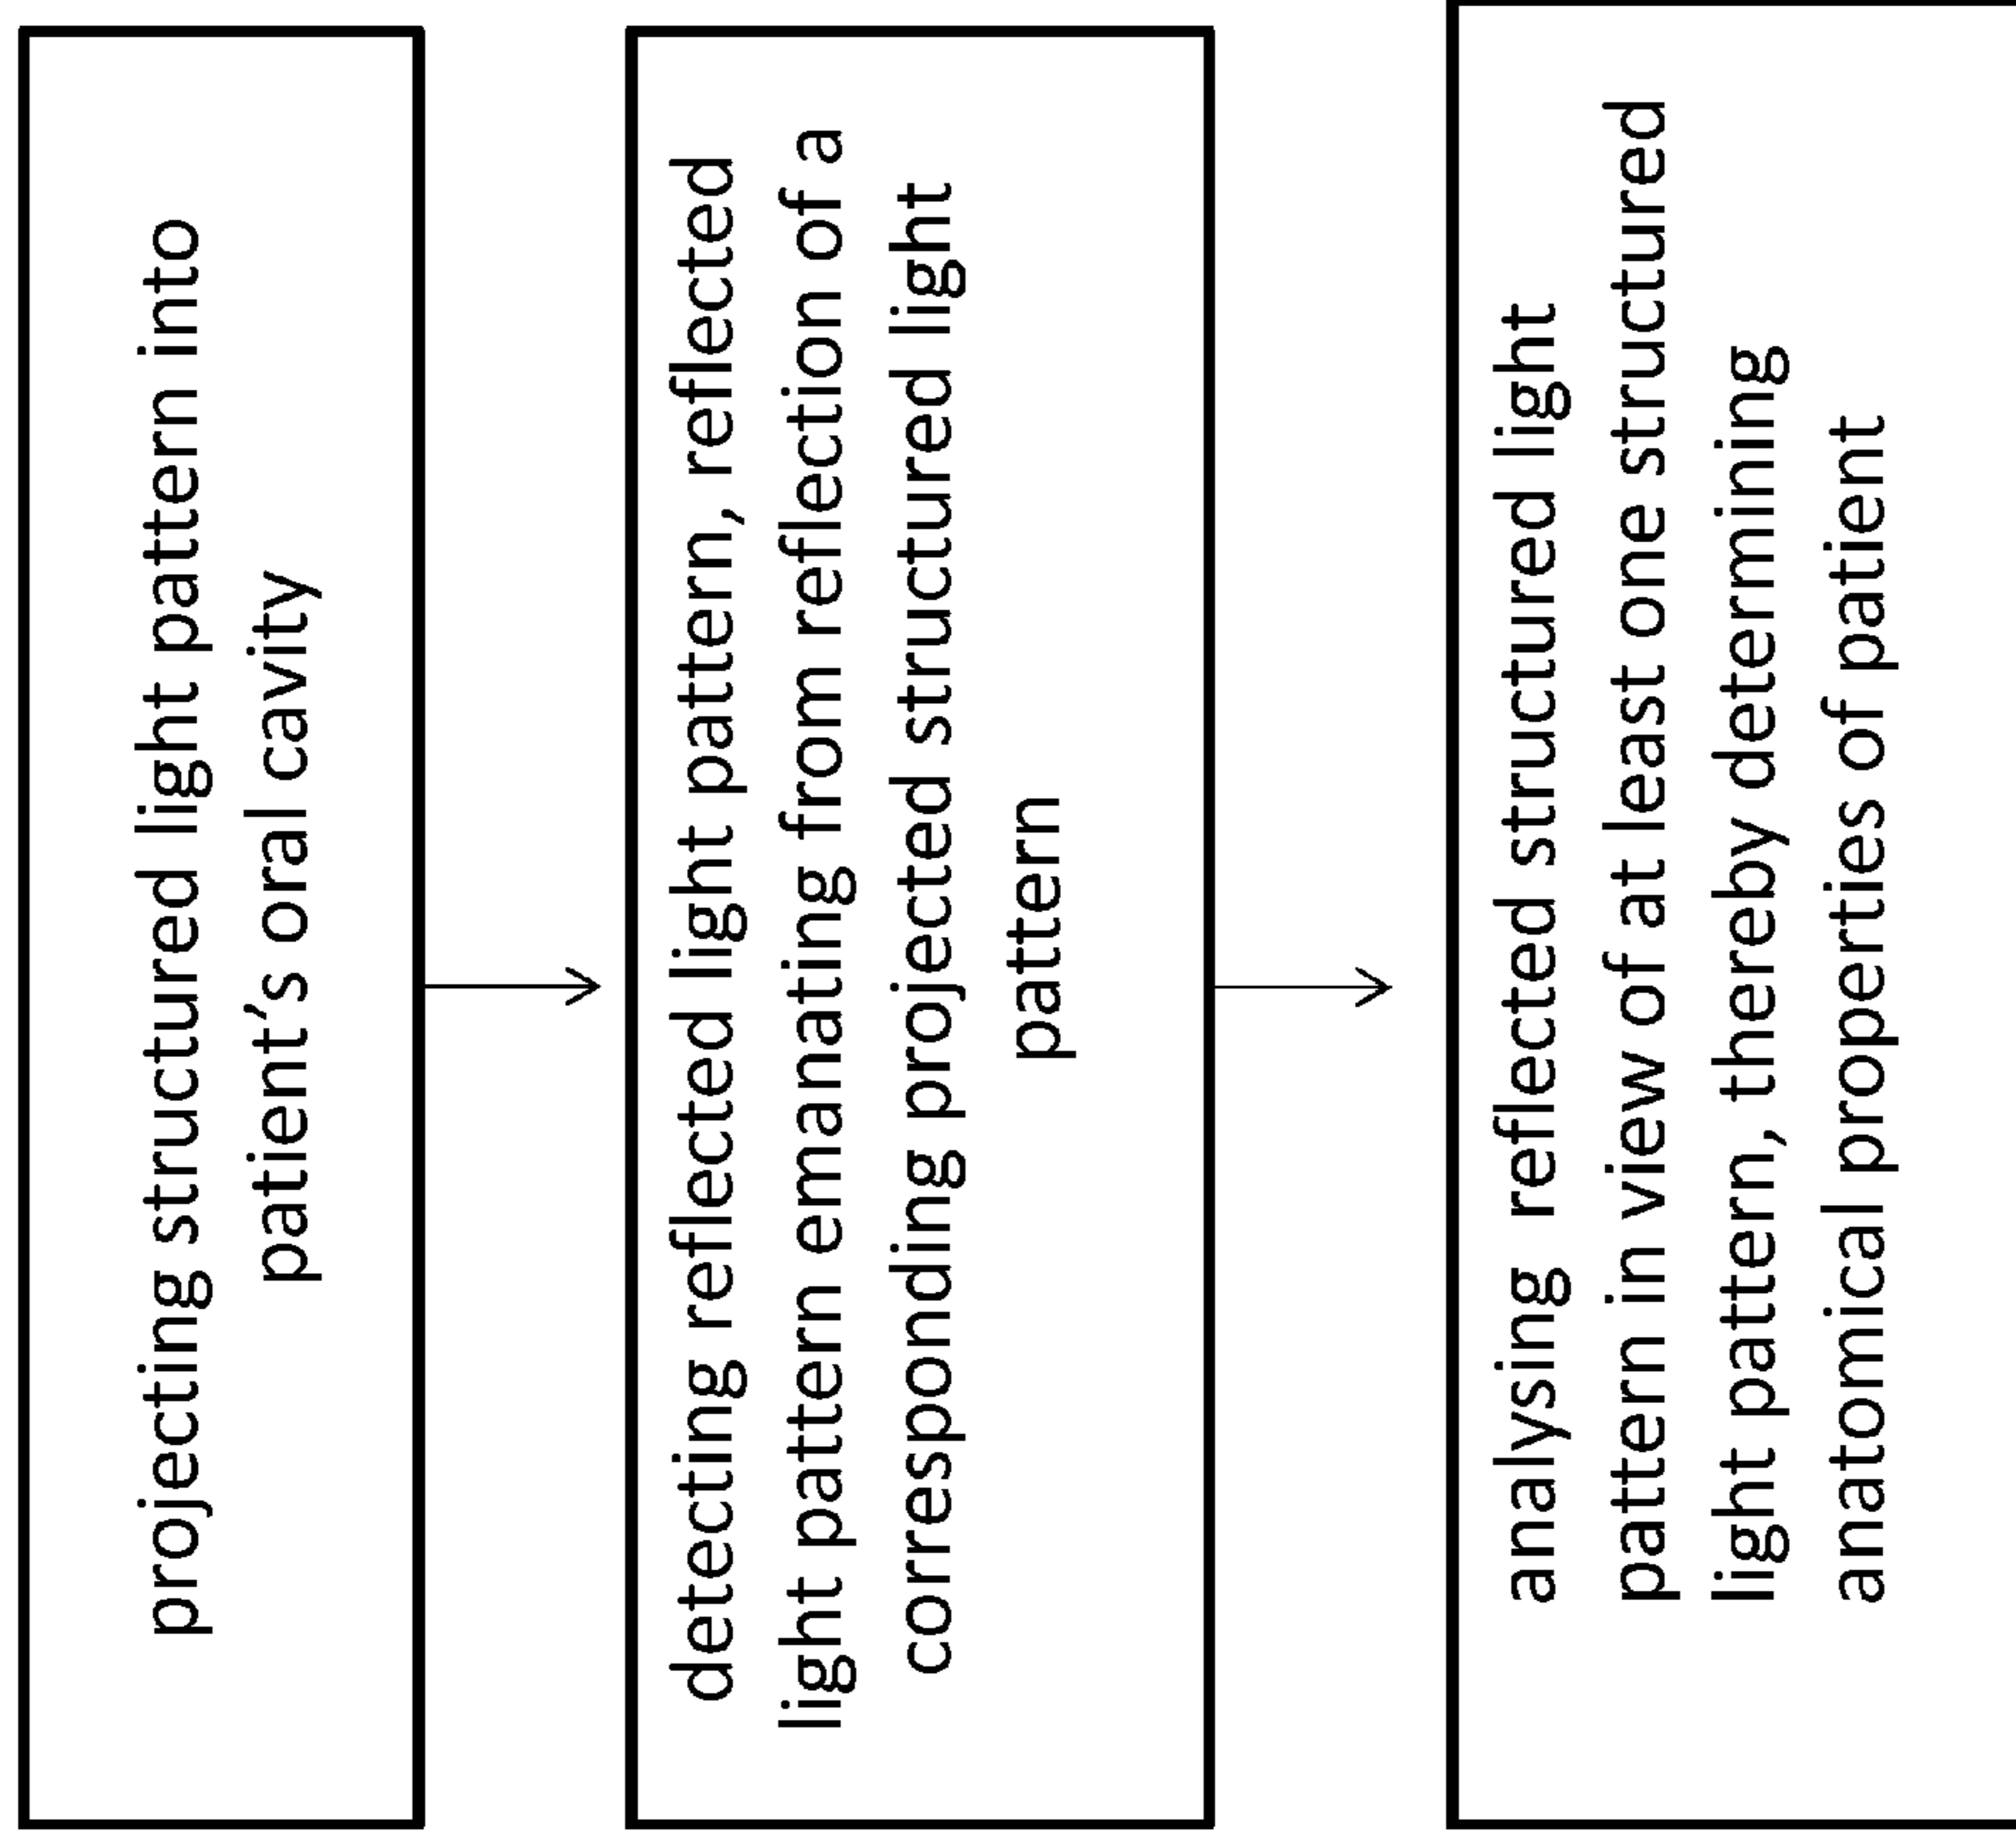 projecting structured light pattern into
patient's oral cavity
detecting reflected light pattern, reflected
light pattern emanating from reflection of a
corresponding projected structured light
pattern
analysing  reflected structured light
pattern in view of at least one structured
light pattern, thereby determining
anatomical properties of patient